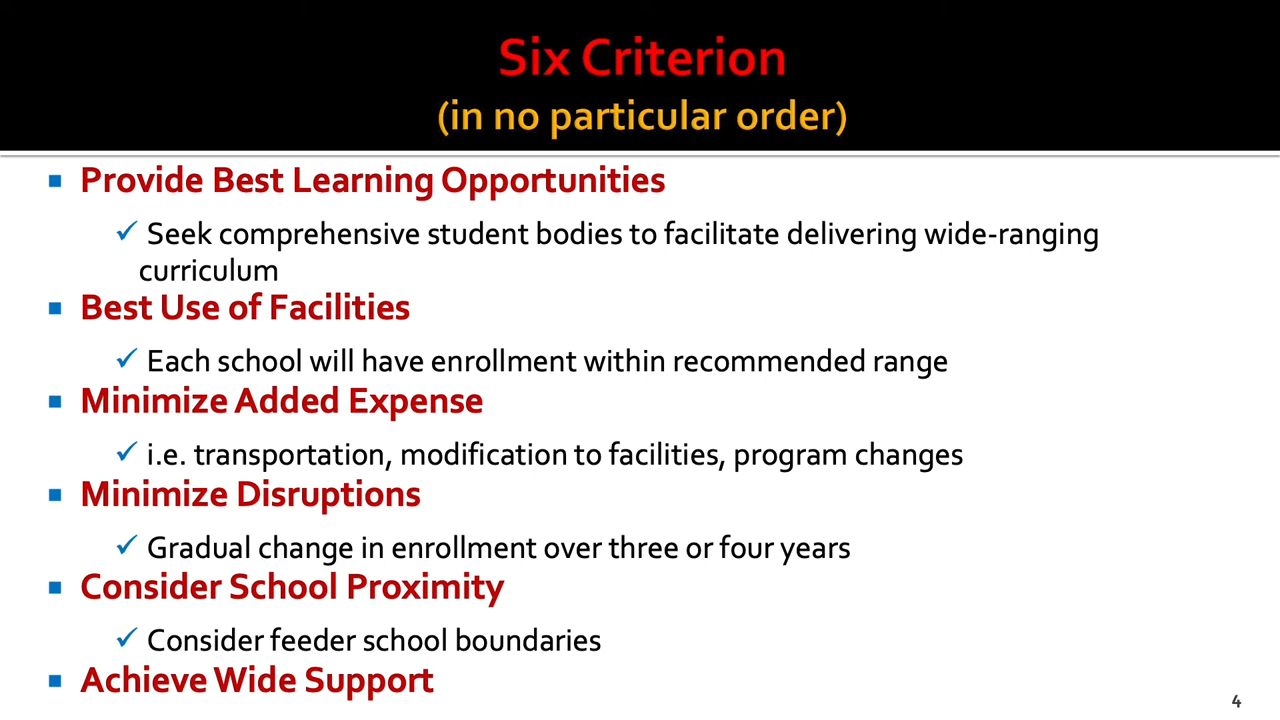 Six Criterion
(in no particular order)
Provide Best Learning Opportunities
Seek comprehensive student bodies to facilitate delivering wide-ranging
curriculum
Best Use of Facilities
Each school will have enrollment within recommended range
Minimize Added Expense
i.e. transportation, modification to facilities, program changes
Minimize Disruptions
Gradual change in enrollment over three or four years
Consider School Proximity
Consider feeder school boundaries
Achieve Wide Support
4